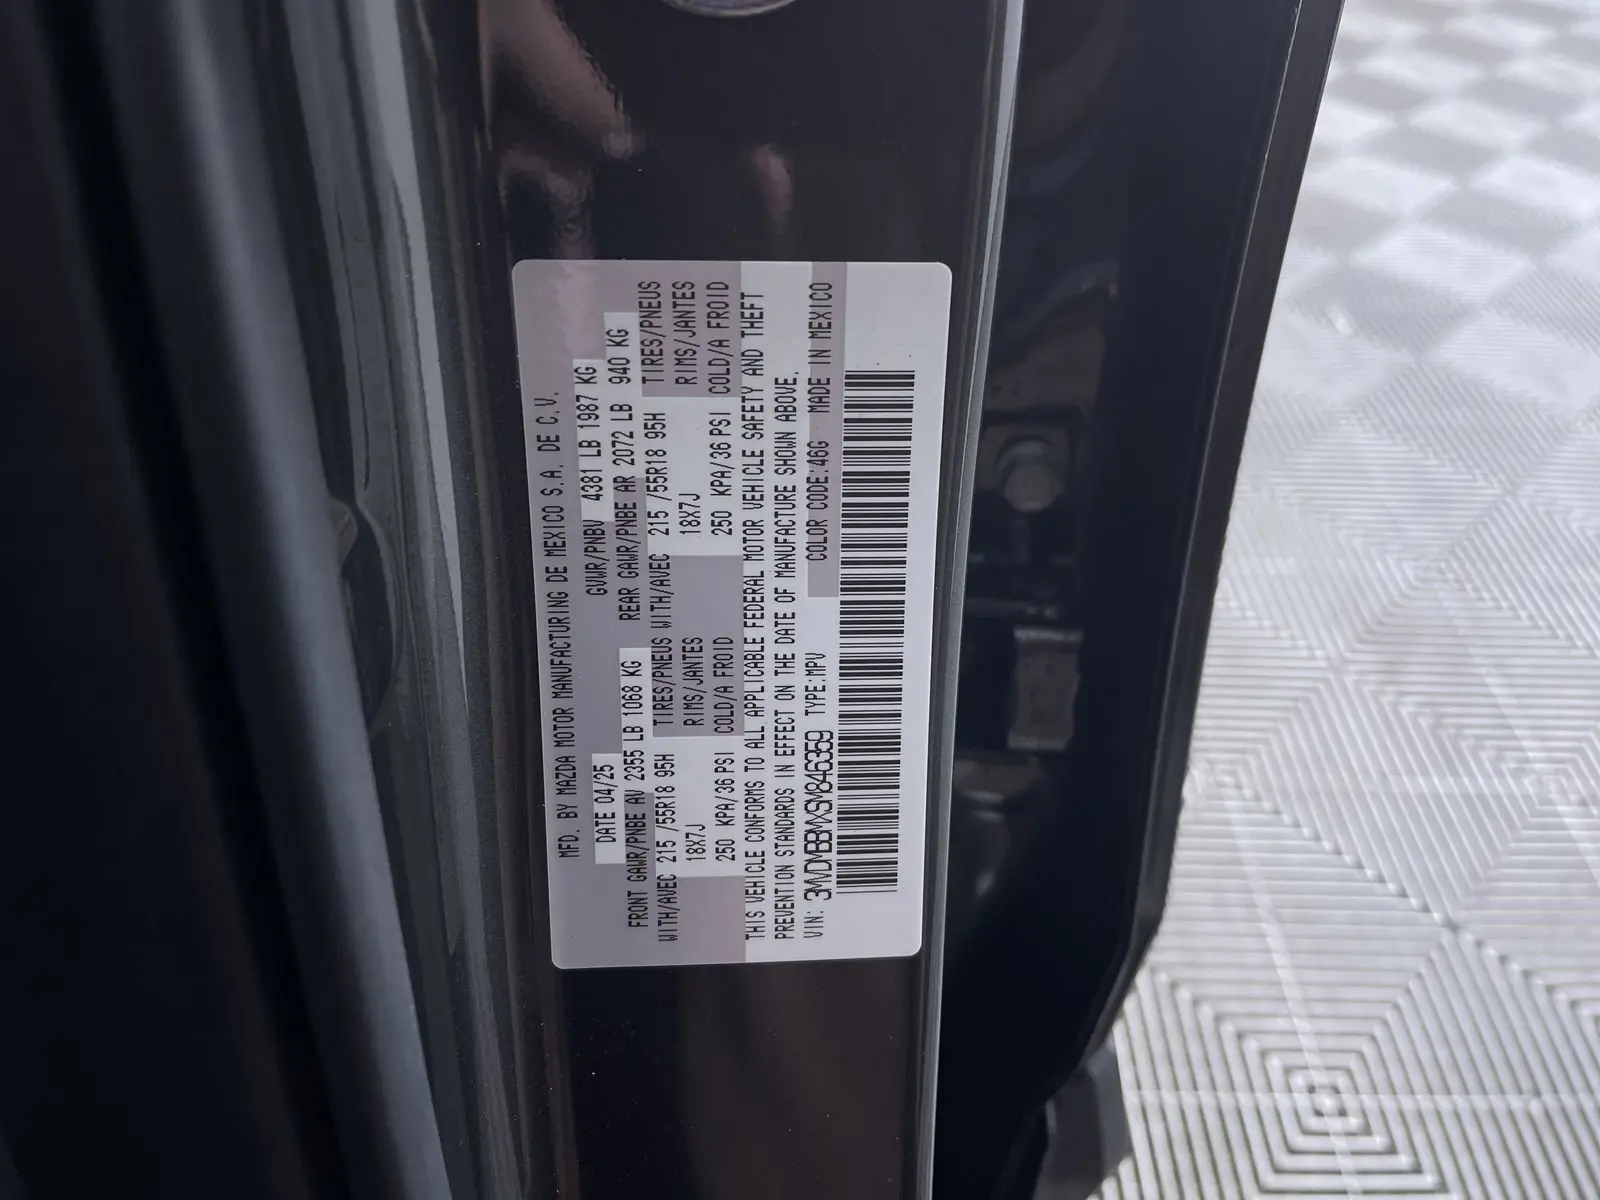 MFD. BY MAZDA MOTOR MANUFACTURING DE MEXICO S.A. DE C.V.
DATE 04/25 GVWR/PNBV 4381 LB 1987 KG
FRONT GAWR/PNBE AV 2355 LB 1068 KG REAR GAWR/PNBE AR 2072 LB 940 KG
WITH/AVEC 215 /55R18 95H TIRES/PNEUS WITH/AVEC 215 /55R18 95H TIRES/PNEUS
18X7J RIMS/JANTES 18X7J RIMS/JANTES
250 KPA/36 PSI COLD/A FROID 250 KPA/36 PSI COLD/A FROID
THIS VEHICLE CONFORMS TO ALL APPLICABLE FEDERAL MOTOR VEHICLE SAFETY AND THEFT
PREVENTION STANDARDS IN EFFECT ON THE DATE OF MANUFACTURE SHOWN ABOVE.
VIN: 3MVDMBBMXSM846359 TYPE:MPV COLOR CODE:46G MADE IN MEXICO